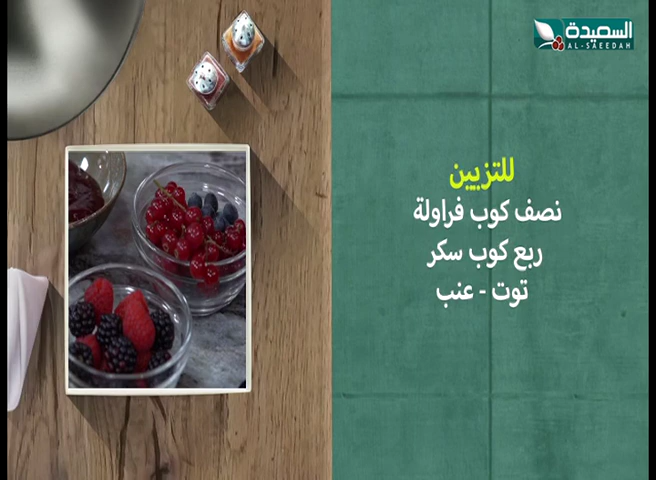 السعيدة
AL-SAEEDAH
للتزيين
نصف كوب فراولة
ربع كوب سكر
توت - عنب